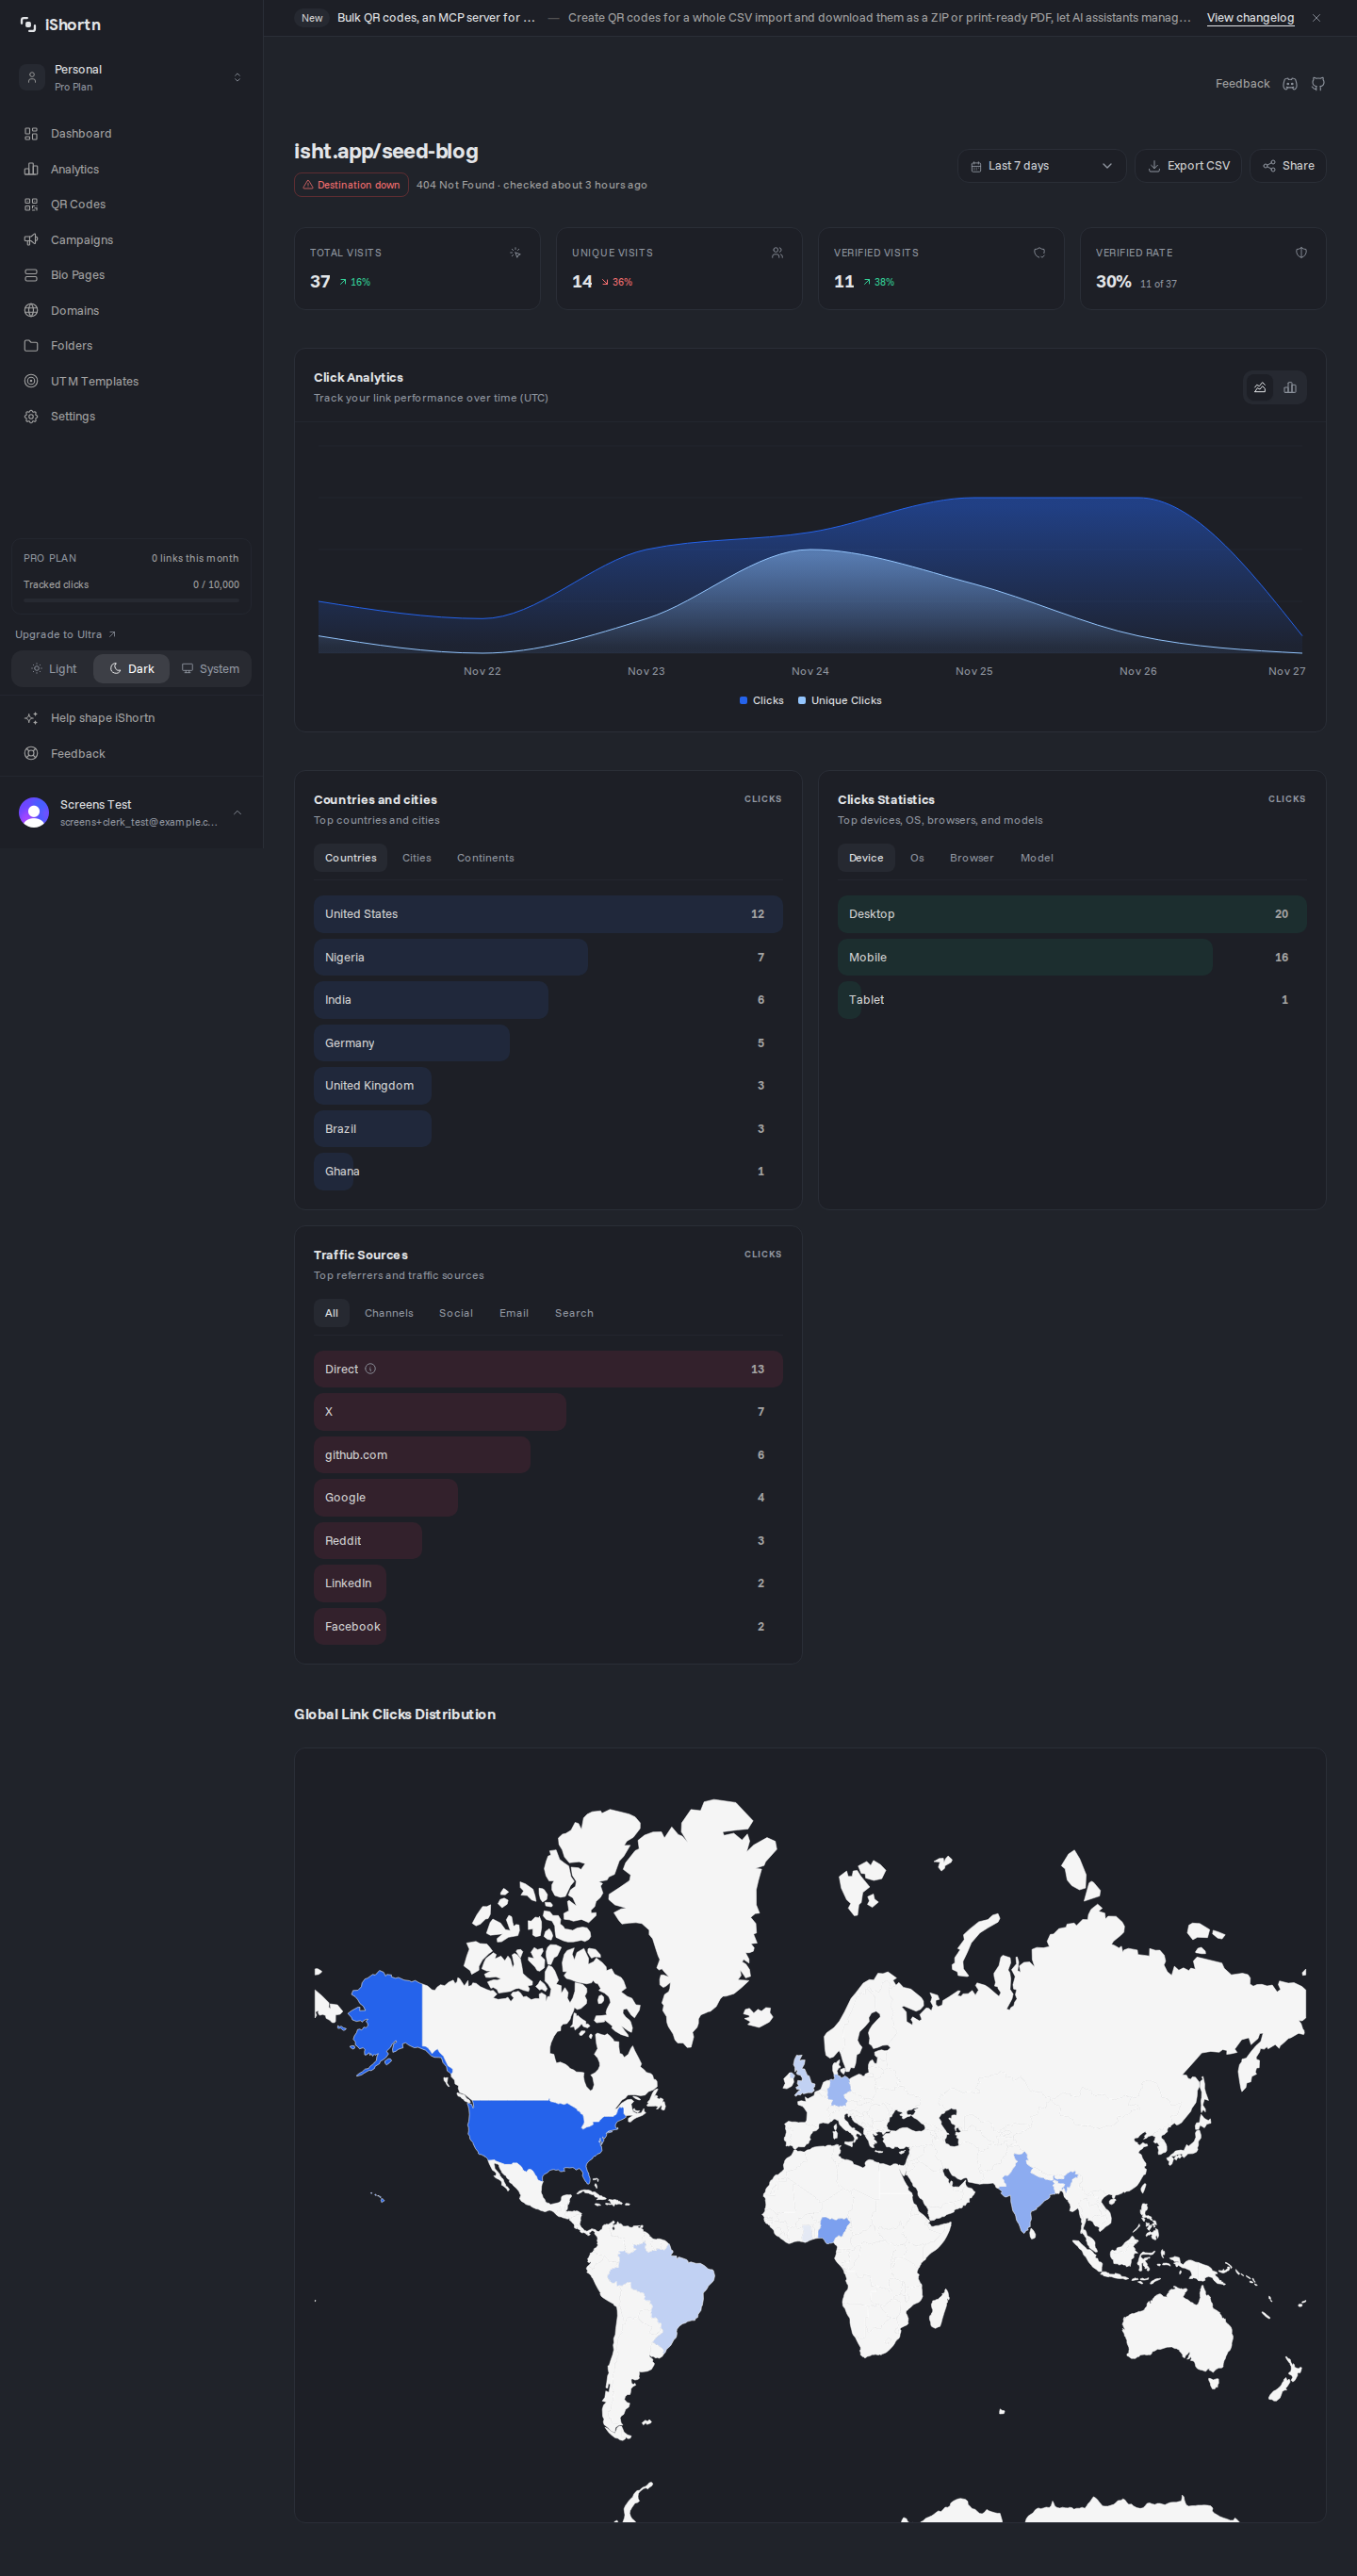 iShortn
Personal
Pro Plan
Dashboard
Analytics
QR Codes
Campaigns
Bio Pages
Domains
Folders
UTM Templates
Settings
PRO PLAN 0 links this month
Tracked clicks 0 / 10,000
Upgrade to Ultra
Light Dark System
Help shape iShortn
Feedback
Screens Test
screens+clerk_test@example.c...
New Bulk QR codes, an MCP server for ... — Create QR codes for a whole CSV import and download them as a ZIP or print-ready PDF, let AI assistants manag... View changelog
Feedback
isht.app/seed-blog
Destination down 404 Not Found · checked about 3 hours ago
Last 7 days Export CSV Share
TOTAL VISITS
37 16%
UNIQUE VISITS
14 36%
VERIFIED VISITS
11 38%
VERIFIED RATE
30% 11 of 37
Click Analytics
Track your link performance over time (UTC)
Nov 22 Nov 23 Nov 24 Nov 25 Nov 26 Nov 27
Clicks Unique Clicks
Countries and cities CLICKS
Top countries and cities
Countries Cities Continents
United States 12
Nigeria 7
India 6
Germany 5
United Kingdom 3
Brazil 3
Ghana 1
Clicks Statistics CLICKS
Top devices, OS, browsers, and models
Device Os Browser Model
Desktop 20
Mobile 16
Tablet 1
Traffic Sources CLICKS
Top referrers and traffic sources
All Channels Social Email Search
Direct 13
X 7
github.com 6
Google 4
Reddit 3
LinkedIn 2
Facebook 2
Global Link Clicks Distribution